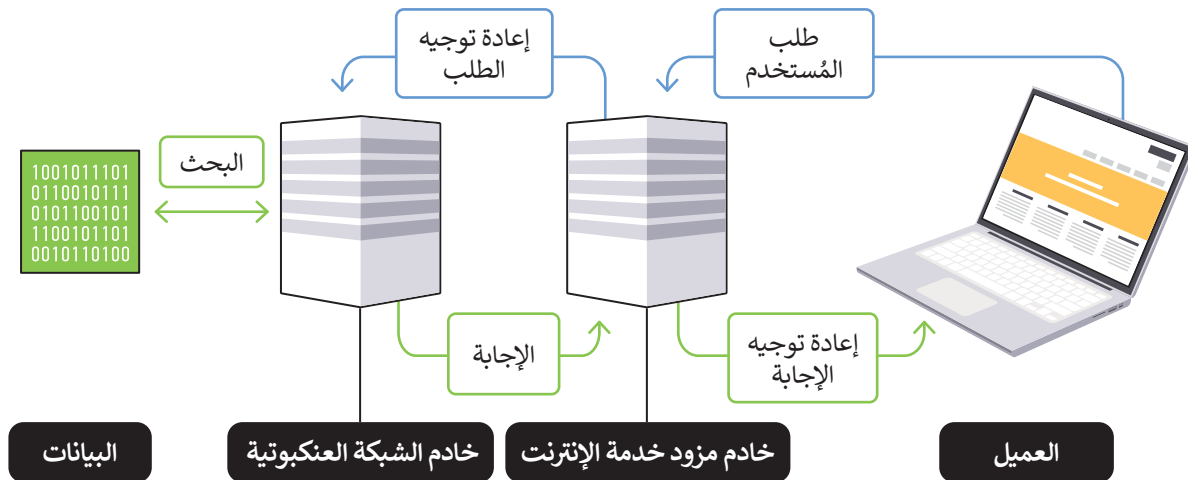 طلب
المُستخدم
إعادة توجيه
الطلب
البحث
1001011101
0110010111
0101100101
1100101101
0010110100
إعادة توجيه
الإجابة
الإجابة
العميل
خادم مزود خدمة الإنترنت
خادم الشبكة العنكبوتية
البيانات